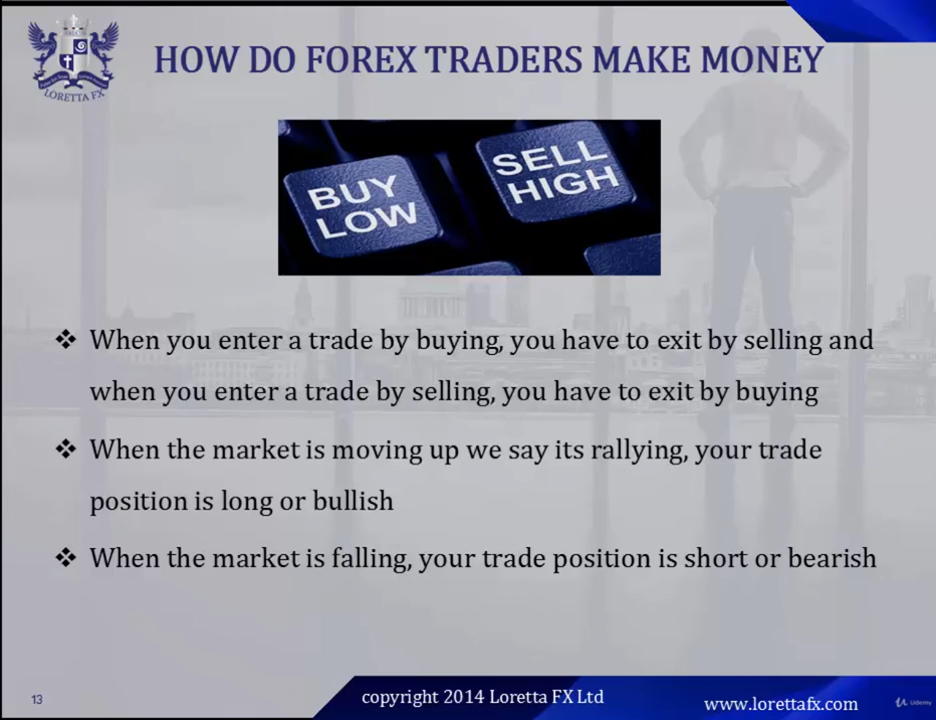 LORETTA FX
HOW DO FOREX TRADERS MAKE MONEY
BUY
LOW
SELL
HIGH
❖ When you enter a trade by buying, you have to exit by selling and
when you enter a trade by selling, you have to exit by buying
❖ When the market is moving up we say its rallying, your trade
position is long or bullish
❖ When the market is falling, your trade position is short or bearish
13
copyright 2014 Loretta FX Ltd
www.lorettafx.com
Udemy